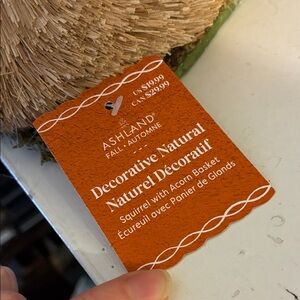 US $19.99
CAN $29.99
ASHLAND
FALL • AUTOMNE
Decorative Natural
Naturel Décoratif
Squirrel with Acorn Basket
Écureuil avec Panier de Glands